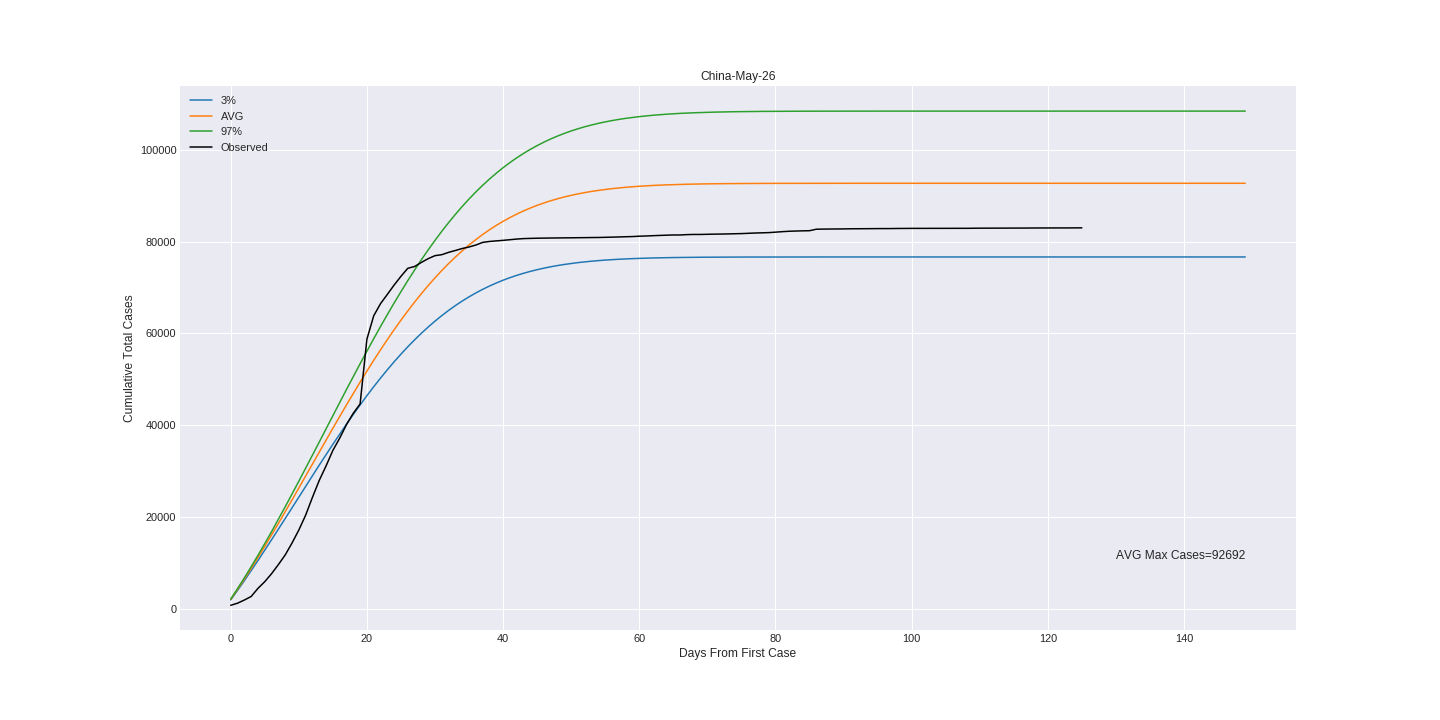 China-May-26
3%
AVG
97%
Observed
100000
80000
60000
40000
20000
0
Cumulative Total Cases
AVG Max Cases=92692
0 20 40 60 80 100 120 140
Days From First Case